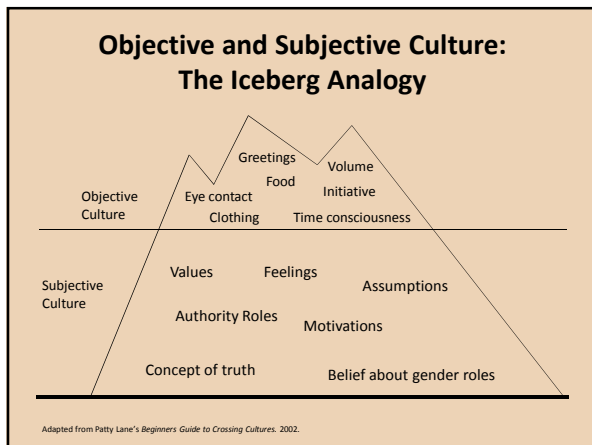 Objective and Subjective Culture:
The Iceberg Analogy
Greetings
Volume
Food
Initiative
Objective
Culture
Eye contact
Clothing
Time consciousness
Subjective
Culture
Values
Feelings
Assumptions
Authority Roles
Motivations
Concept of truth
Belief about gender roles
Adapted from Patty Lane's Beginners Guide to Crossing Cultures. 2002.